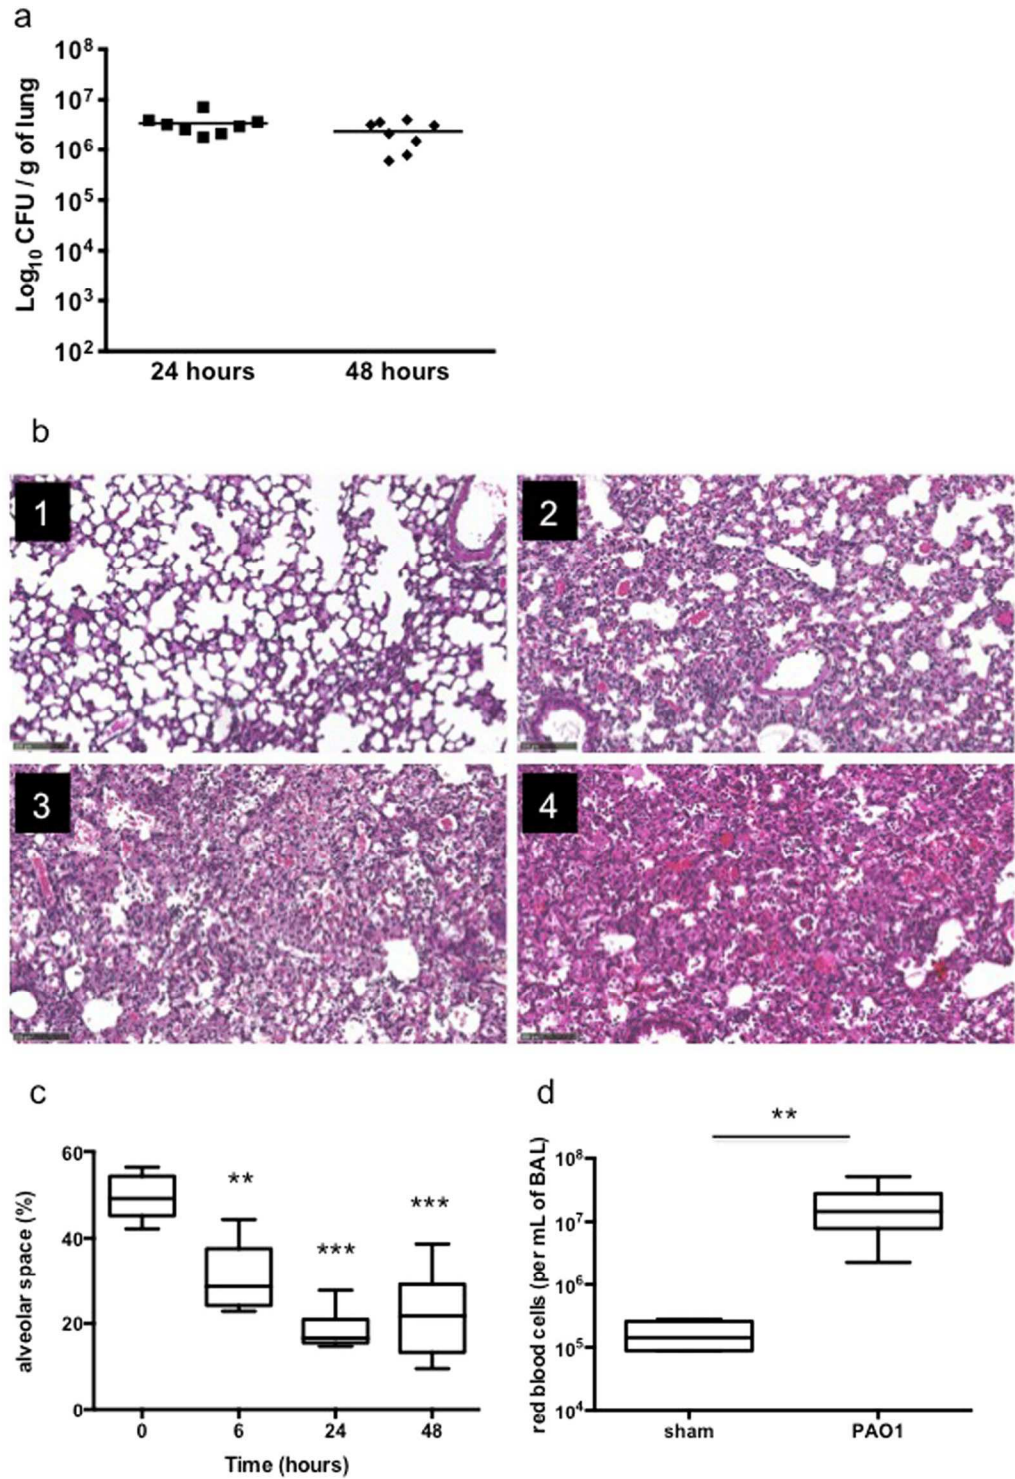 a
10⁸
10⁷
10⁶
10⁵
10⁴
10³
10²
Log₁₀ CFU / g of lung
24 hours 48 hours
b
1 2
3 4
c
60
40
20
0
alveolar space (%)
** *** ***
0 6 24 48
Time (hours)
d
**
10⁸
10⁷
10⁶
10⁵
10⁴
red blood cells (per mL of BAL)
sham PAO1